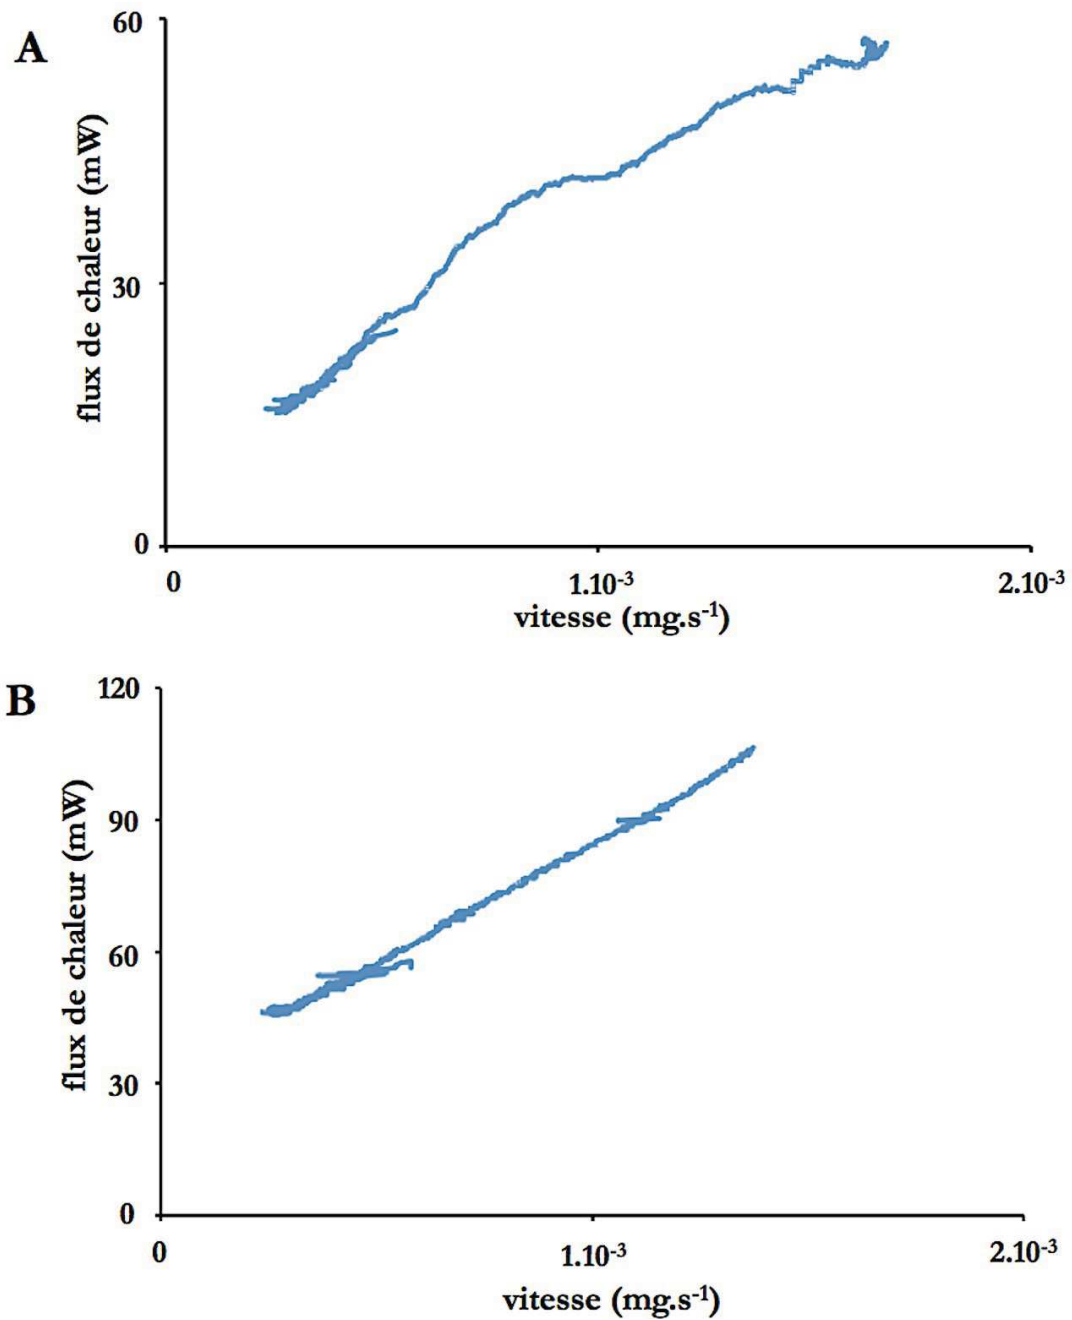 A
60
30
0
flux de chaleur (mW)
0
1.10-3
2.10-3
vitesse (mg.s-1)
B
120
90
60
30
0
flux de chaleur (mW)
0
1.10-3
2.10-3
vitesse (mg.s-1)